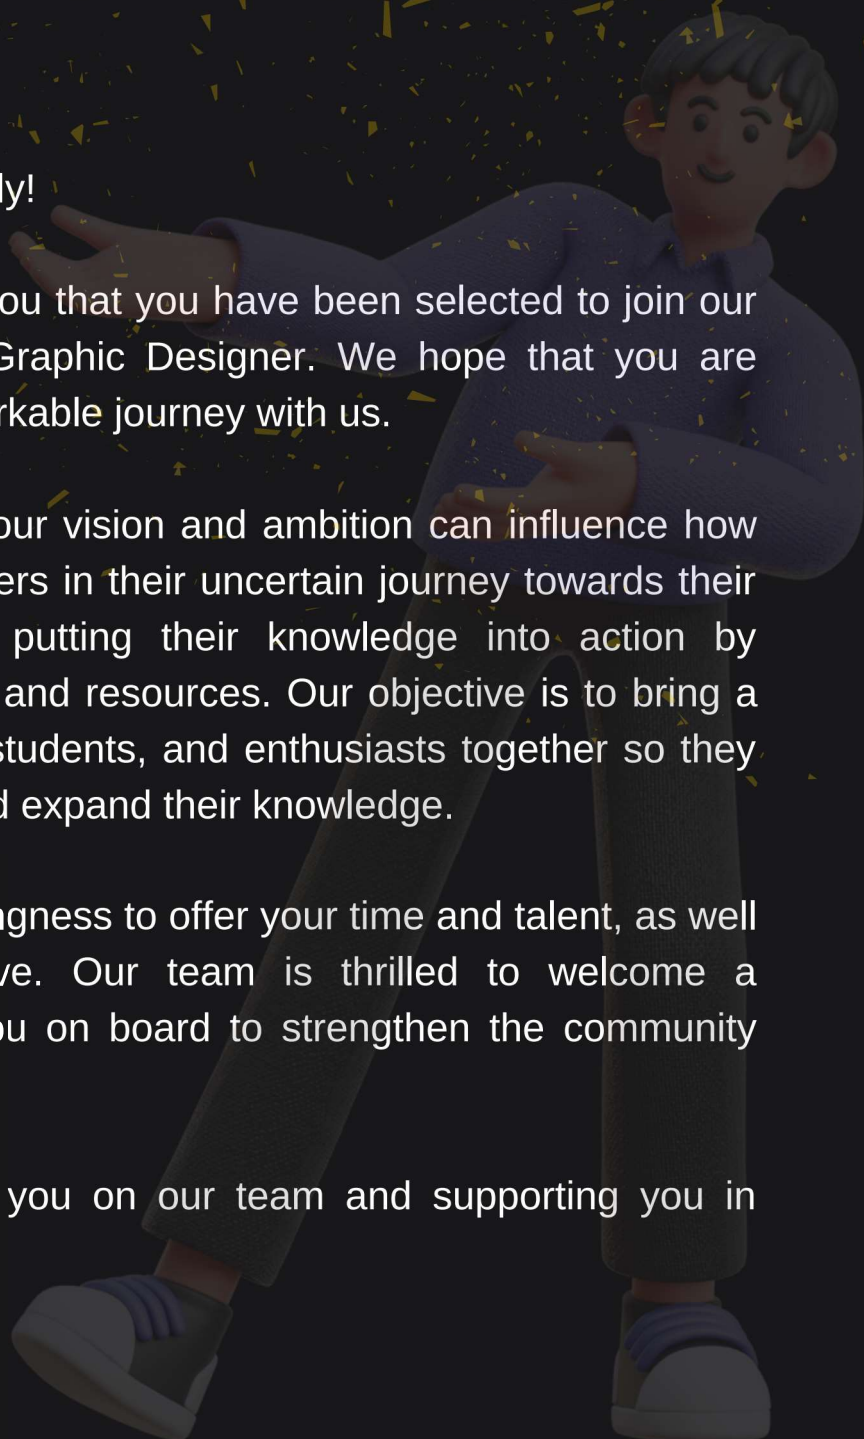 ly!
ou that you have been selected to join our
Graphic Designer. We hope that you are
rkable journey with us.
our vision and ambition can influence how
ers in their uncertain journey towards their
putting their knowledge into action by
and resources. Our objective is to bring a
students, and enthusiasts together so they
d expand their knowledge.
ngness to offer your time and talent, as well
ve. Our team is thrilled to welcome a
ou on board to strengthen the community
you on our team and supporting you in